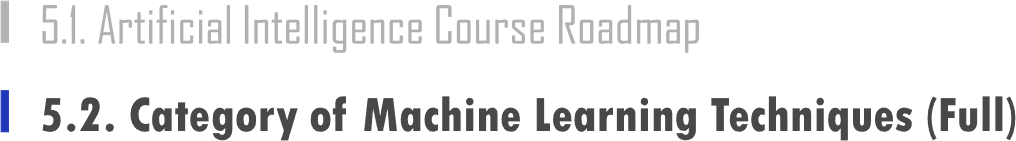 5.1. Artificial Intelligence Course Roadmap
5.2. Category of Machine Learning Techniques (Full)